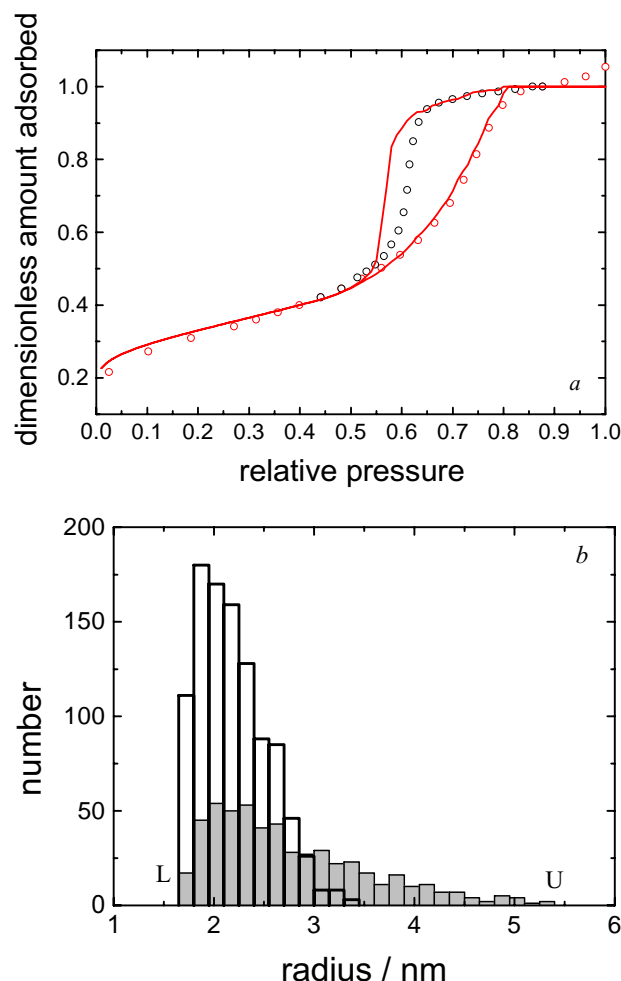 dimensionless amount adsorbed
1.0
0.8
0.6
0.4
0.2
a
0.0 0.1 0.2 0.3 0.4 0.5 0.6 0.7 0.8 0.9 1.0
relative pressure
200
150
100
50
0
number
b
L
U
1 2 3 4 5 6
radius / nm